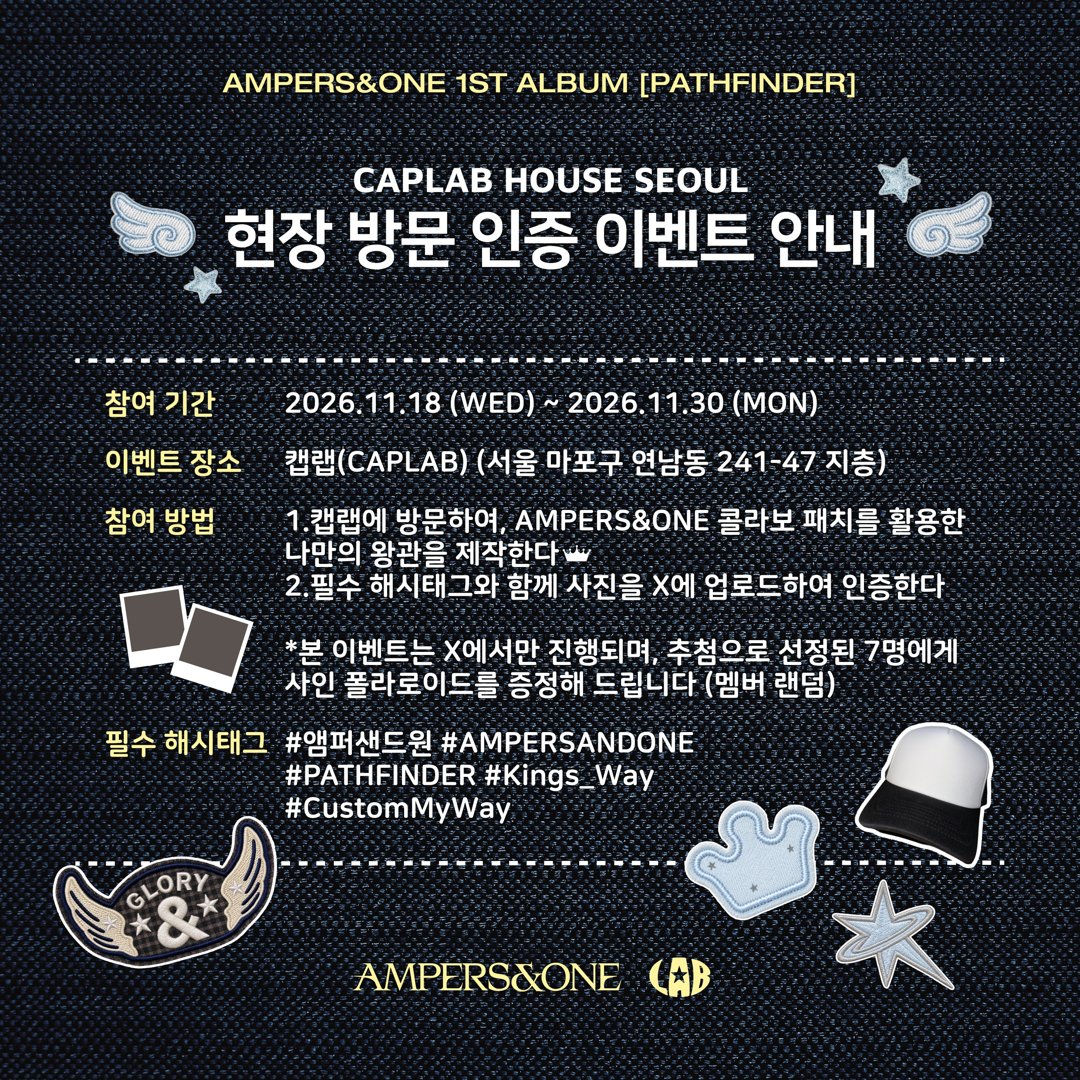 AMPERS&ONE 1ST ALBUM [PATHFINDER]
CAPLAB HOUSE SEOUL
현장 방문 인증 이벤트 안내
참여 기간 2026.11.18 (WED) ~ 2026.11.30 (MON)
이벤트 장소 캡랩(CAPLAB) (서울 마포구 연남동 241-47 지층)
참여 방법 1.캡랩에 방문하여, AMPERS&ONE 콜라보 패치를 활용한
나만의 왕관을 제작한다
2.필수 해시태그와 함께 사진을 X에 업로드하여 인증한다
*본 이벤트는 X에서만 진행되며, 추첨으로 선정된 7명에게
사인 폴라로이드를 증정해 드립니다 (멤버 랜덤)
필수 해시태그 #앰퍼샌드원 #AMPERSANDONE
#PATHFINDER #Kings_Way
#CustomMyWay
GLORY
&
AMPERS&ONE LAB